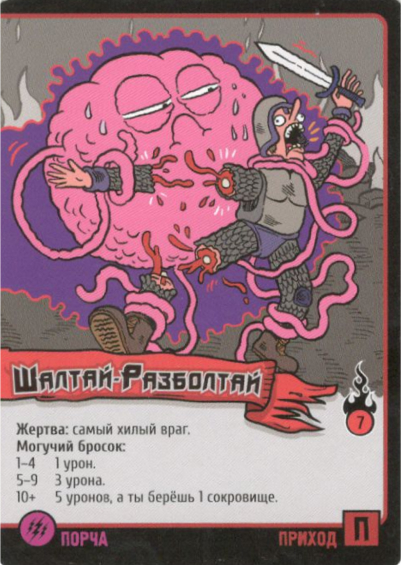 Шалтай-Разболтай
7
Жертва: самый хилый враг.
Могучий бросок:
1–4 1 урон.
5–9 3 урона.
10+ 5 уронов, а ты берёшь 1 сокровище.
ПОРЧА
ПРИХОД П